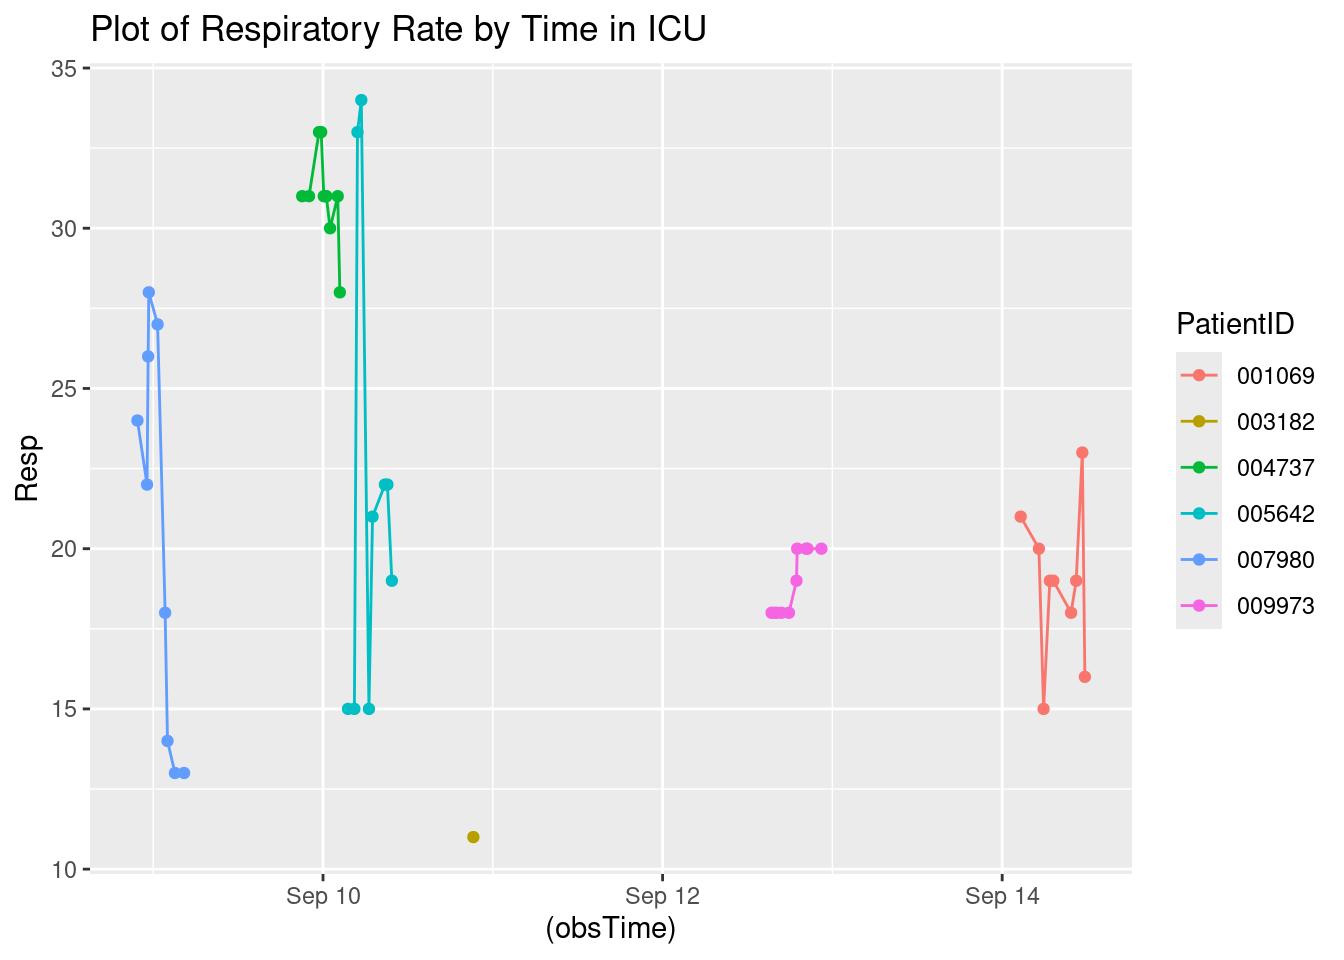 Plot of Respiratory Rate by Time in ICU
35
30
25
20
15
10
Resp
Sep 10
Sep 12
Sep 14
(obsTime)
PatientID
001069
003182
004737
005642
007980
009973